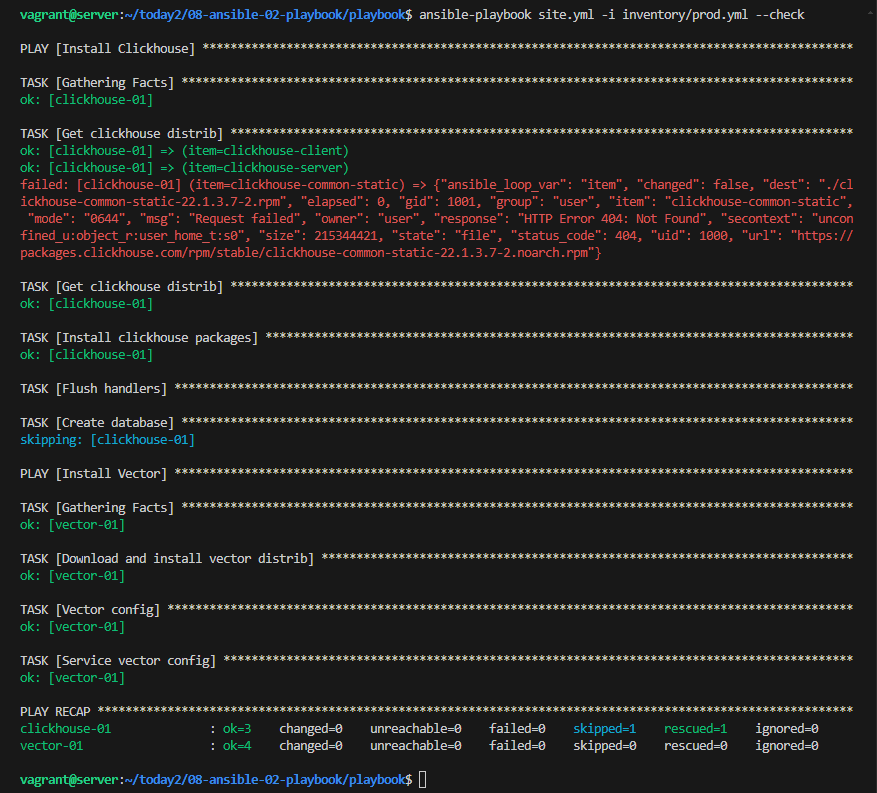 vagrant@server:~/today2/08-ansible-02-playbook/playbook$ ansible-playbook site.yml -i inventory/prod.yml --check
PLAY [Install Clickhouse] *********************************************************************************************
TASK [Gathering Facts] ************************************************************************************************
ok: [clickhouse-01]
TASK [Get clickhouse distrib] *****************************************************************************************
ok: [clickhouse-01] => (item=clickhouse-client)
ok: [clickhouse-01] => (item=clickhouse-server)
failed: [clickhouse-01] (item=clickhouse-common-static) => {"ansible_loop_var": "item", "changed": false, "dest": "./cl
ickhouse-common-static-22.1.3.7-2.rpm", "elapsed": 0, "gid": 1001, "group": "user", "item": "clickhouse-common-static",
"mode": "0644", "msg": "Request failed", "owner": "user", "response": "HTTP Error 404: Not Found", "secontext": "uncon
fined_u:object_r:user_home_t:s0", "size": 215344421, "state": "file", "status_code": 404, "uid": 1000, "url": "https://
packages.clickhouse.com/rpm/stable/clickhouse-common-static-22.1.3.7-2.noarch.rpm"}
TASK [Get clickhouse distrib] *****************************************************************************************
ok: [clickhouse-01]
TASK [Install clickhouse packages] ************************************************************************************
ok: [clickhouse-01]
TASK [Flush handlers] *************************************************************************************************
TASK [Create database] ************************************************************************************************
skipping: [clickhouse-01]
PLAY [Install Vector] *************************************************************************************************
TASK [Gathering Facts] ************************************************************************************************
ok: [vector-01]
TASK [Download and install vector distrib] ****************************************************************************
ok: [vector-01]
TASK [Vector config] **************************************************************************************************
ok: [vector-01]
TASK [Service vector config] ******************************************************************************************
ok: [vector-01]
PLAY RECAP ************************************************************************************************************
clickhouse-01 : ok=3 changed=0 unreachable=0 failed=0 skipped=1 rescued=1 ignored=0
vector-01 : ok=4 changed=0 unreachable=0 failed=0 skipped=0 rescued=0 ignored=0
vagrant@server:~/today2/08-ansible-02-playbook/playbook$